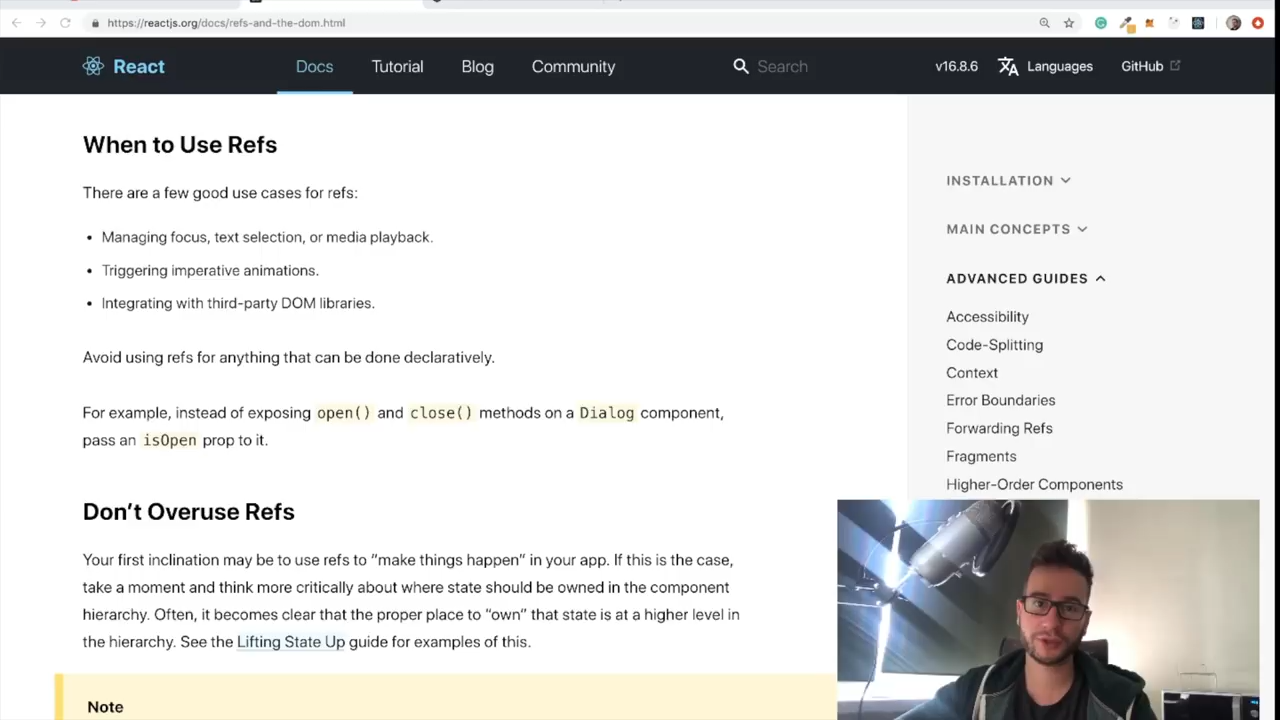 https://reactjs.org/docs/refs-and-the-dom.html
React
Docs
Tutorial
Blog
Community
Search
v16.8.6
Languages
GitHub
When to Use Refs
There are a few good use cases for refs:
• Managing focus, text selection, or media playback.
• Triggering imperative animations.
• Integrating with third-party DOM libraries.
Avoid using refs for anything that can be done declaratively.
For example, instead of exposing open() and close() methods on a Dialog component,
pass an isOpen prop to it.
Don’t Overuse Refs
Your first inclination may be to use refs to “make things happen” in your app. If this is the case,
take a moment and think more critically about where state should be owned in the component
hierarchy. Often, it becomes clear that the proper place to “own” that state is at a higher level in
the hierarchy. See the Lifting State Up guide for examples of this.
Note
INSTALLATION
MAIN CONCEPTS
ADVANCED GUIDES
Accessibility
Code-Splitting
Context
Error Boundaries
Forwarding Refs
Fragments
Higher-Order Components